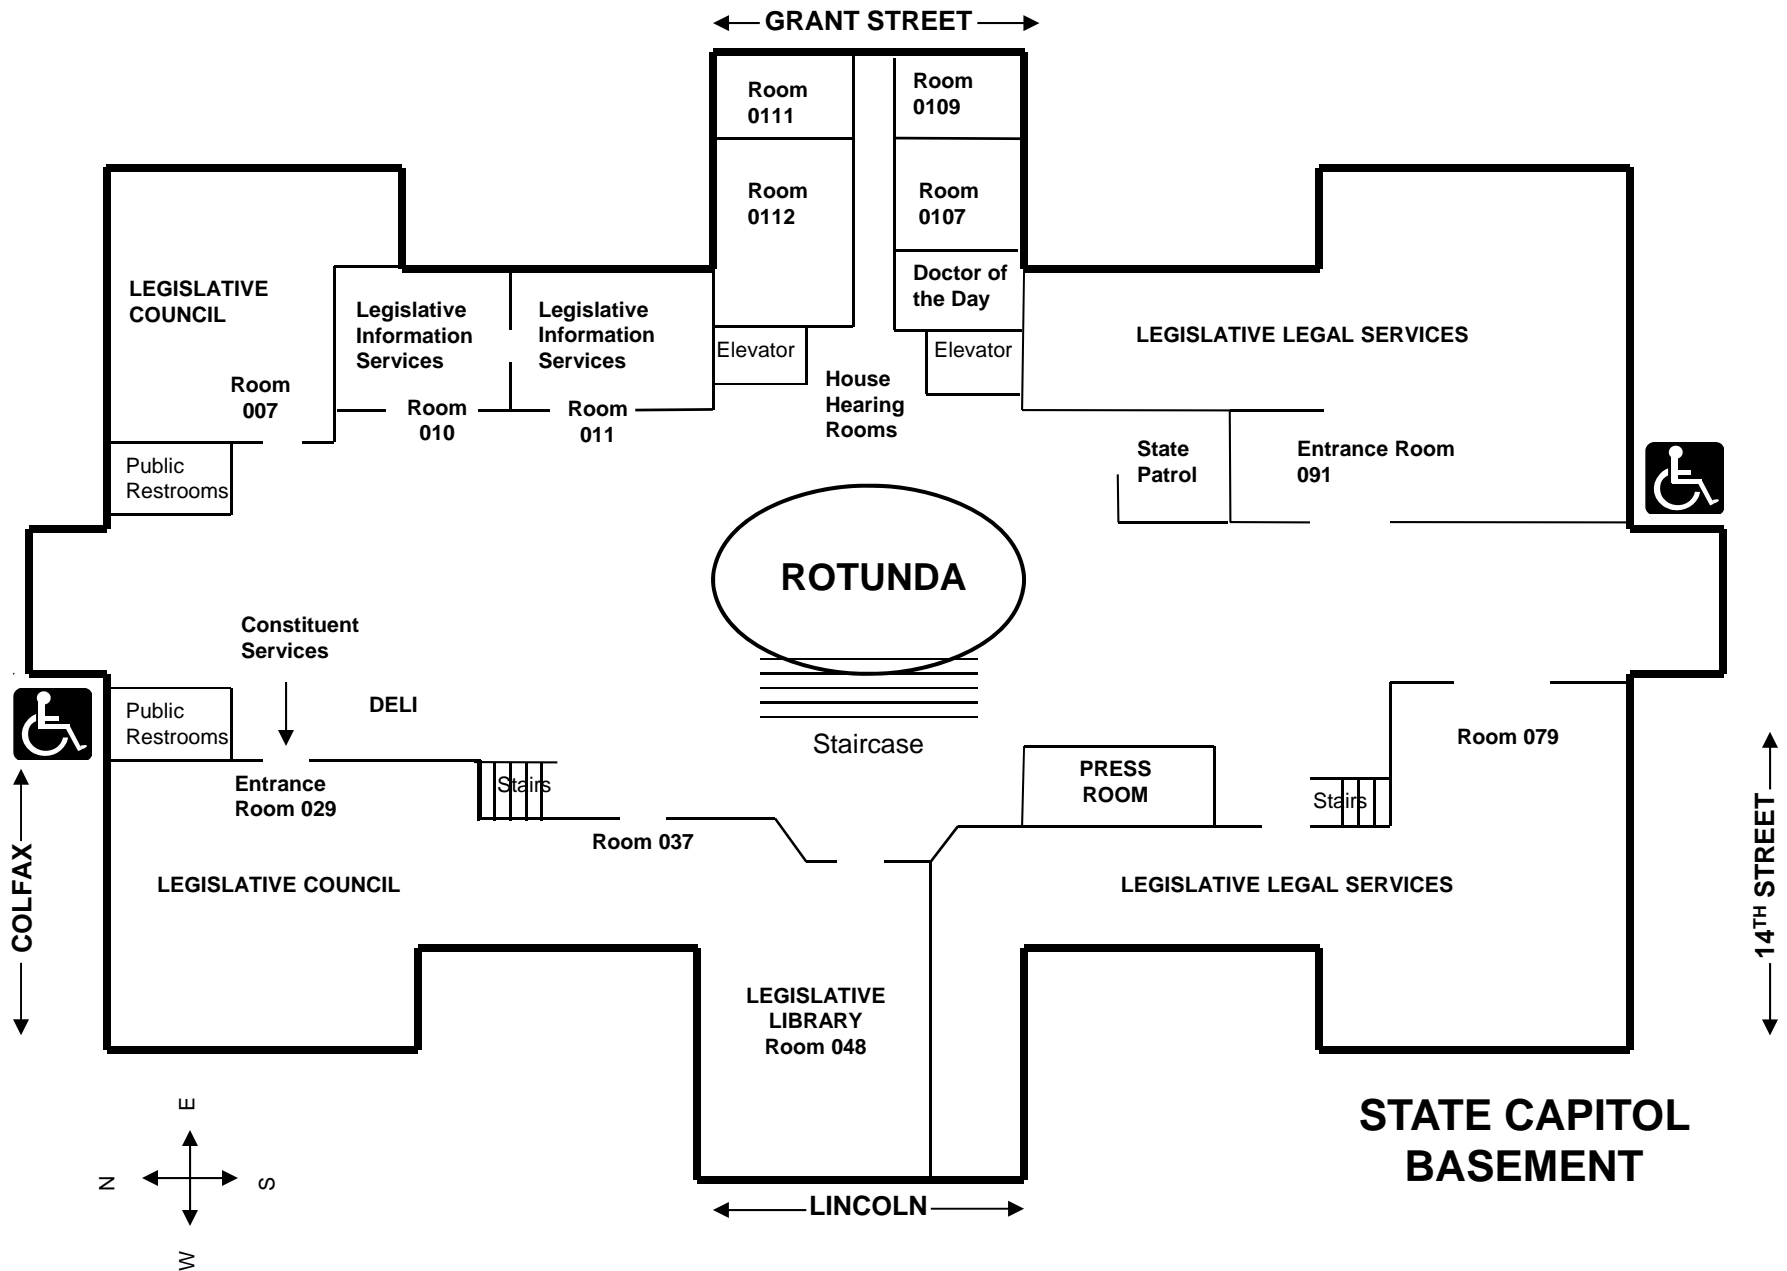 GRANT STREET
Room
0111
Room
0109
Room
0112
Room
0107
Doctor of
the Day
LEGISLATIVE
COUNCIL
Legislative
Information
Services
Legislative
Information
Services
Elevator
Elevator
LEGISLATIVE LEGAL SERVICES
Room
007
Room
010
Room
011
House
Hearing
Rooms
State
Patrol
Entrance Room
091
Public
Restrooms
ROTUNDA
Constituent
Services
Public
Restrooms
DELI
Staircase
Room 079
Entrance
Room 029
Stairs
PRESS
ROOM
Stairs
Room 037
LEGISLATIVE COUNCIL
LEGISLATIVE LEGAL SERVICES
COLFAX
14TH STREET
LEGISLATIVE
LIBRARY
Room 048
E
N
S
W
STATE CAPITOL
BASEMENT
LINCOLN